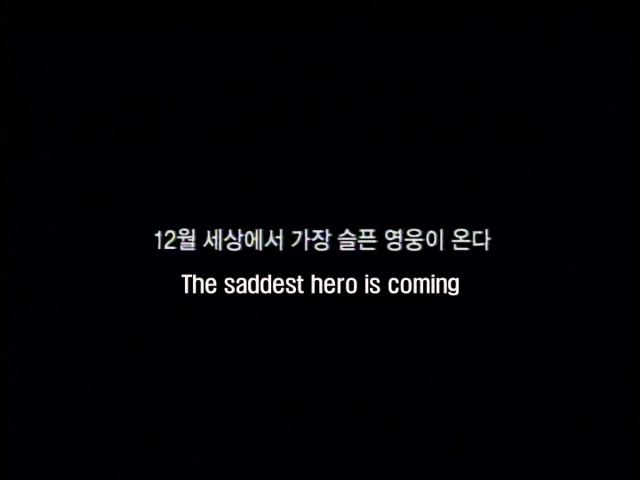 12월 세상에서 가장 슬픈 영웅이 온다
The saddest hero is coming